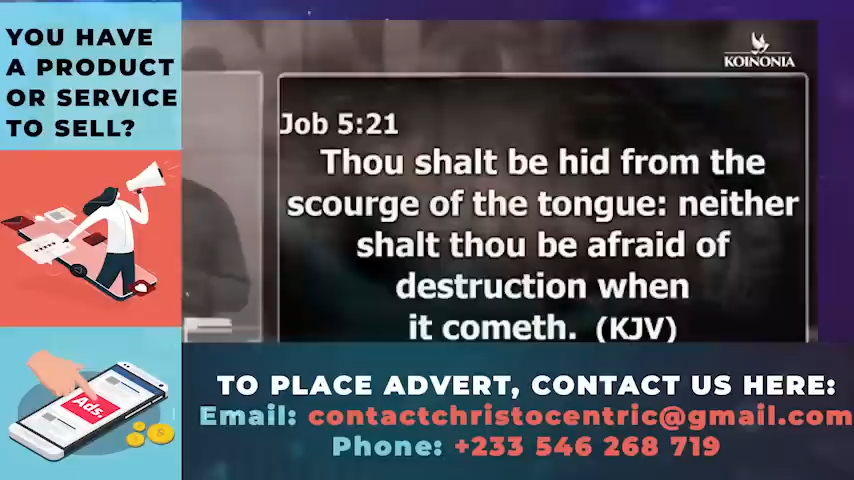 YOU HAVE
A PRODUCT
OR SERVICE
TO SELL?
KOINONIA
Job 5:21
Thou shalt be hid from the
scourge of the tongue: neither
shalt thou be afraid of
destruction when
it cometh. (KJV)
Ads.
TO PLACE ADVERT, CONTACT US HERE:
Email: contactchristocentric@gmail.com
Phone: +233 546 268 719